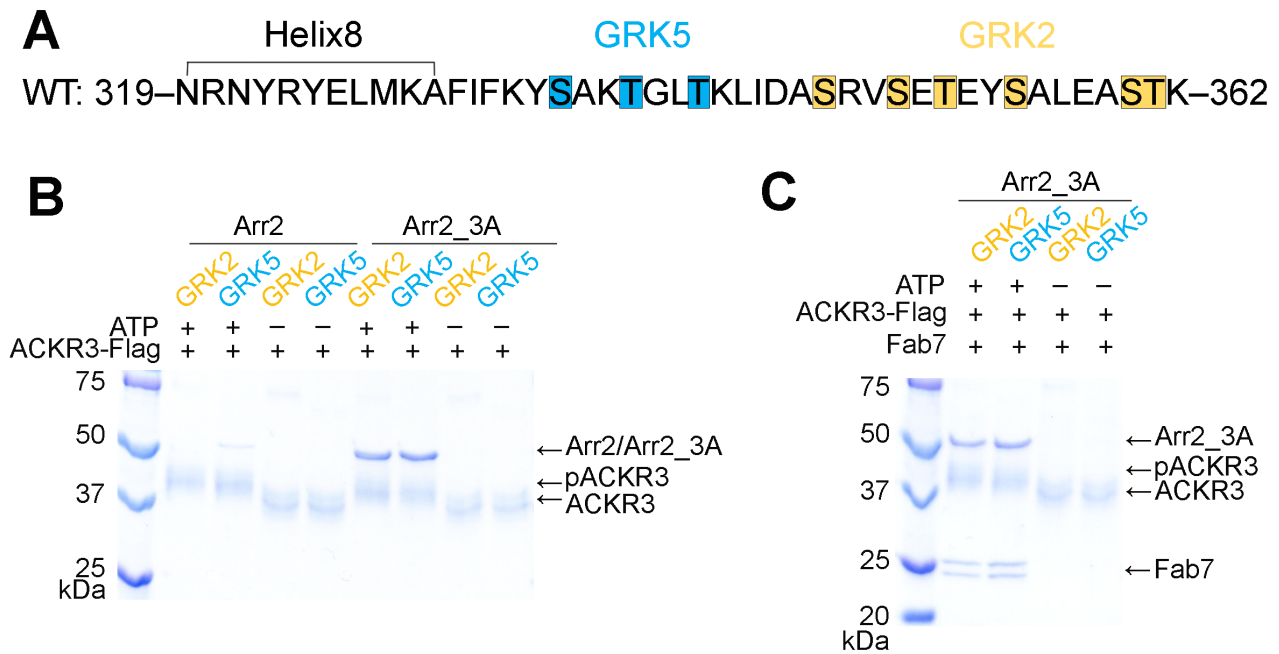 A
Helix8 GRK5 GRK2
WT: 319–NRNYRYELMKAFIFKYSAKTGLTKLIDASRVSETEYSALEASTK–362
B
Arr2 Arr2_3A
GRK2 GRK5 GRK2 GRK5 GRK2 GRK5 GRK2 GRK5
ATP + + – – + + – –
ACKR3-Flag + + + + + + + +
75
50
37
25
kDa
←Arr2/Arr2_3A
←pACKR3
←ACKR3
C
Arr2_3A
GRK2 GRK5 GRK2 GRK5
ATP + + – –
ACKR3-Flag + + + +
Fab7 + + + +
75
50
37
25
20
kDa
←Arr2_3A
←pACKR3
←ACKR3
←Fab7